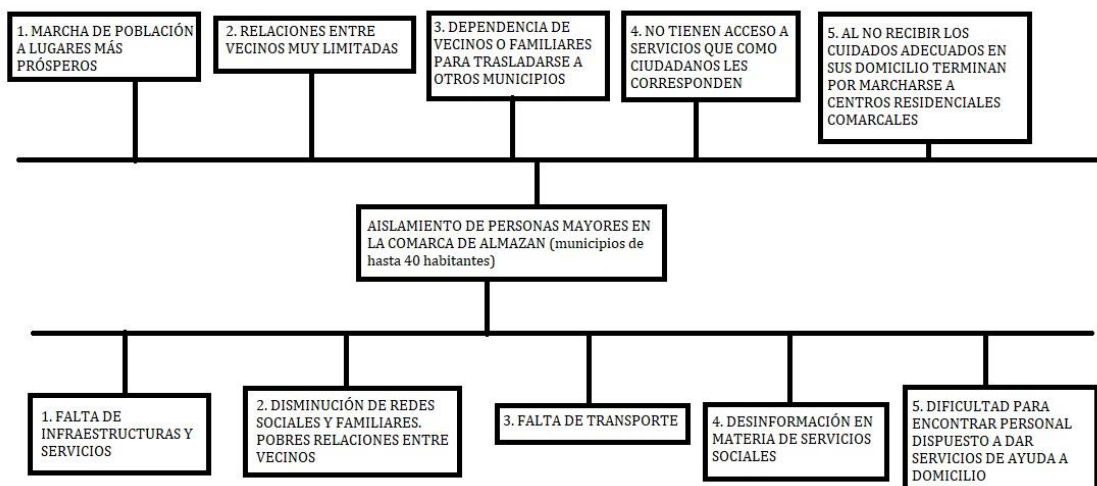 1. MARCHA DE POBLACIÓN
A LUGARES MÁS
PRÓSPEROS
2. RELACIONES ENTRE
VECINOS MUY LIMITADAS
3. DEPENDENCIA DE
VECINOS O FAMILIARES
PARA TRASLADARSE A
OTROS MUNICIPIOS
4. NO TIENEN ACCESO A
SERVICIOS QUE COMO
CIUDADANOS LES
CORRESPONDEN
5. AL NO RECIBIR LOS
CUIDADOS ADECUADOS EN
SUS DOMICILIO TERMINAN
POR MARCHARSE A
CENTROS RESIDENCIALES
COMARCALES
AISLAMIENTO DE PERSONAS MAYORES EN
LA COMARCA DE ALMAZAN (municipios de
hasta 40 habitantes)
1. FALTA DE
INFRAESTRUCTURAS Y
SERVICIOS
2. DISMINUCIÓN DE REDES
SOCIALES Y FAMILIARES.
POBRES RELACIONES ENTRE
VECINOS
3. FALTA DE TRANSPORTE
4. DESINFORMACIÓN EN
MATERIA DE SERVICIOS
SOCIALES
5. DIFICULTAD PARA
ENCONTRAR PERSONAL
DISPUESTO A DAR
SERVICIOS DE AYUDA A
DOMICILIO